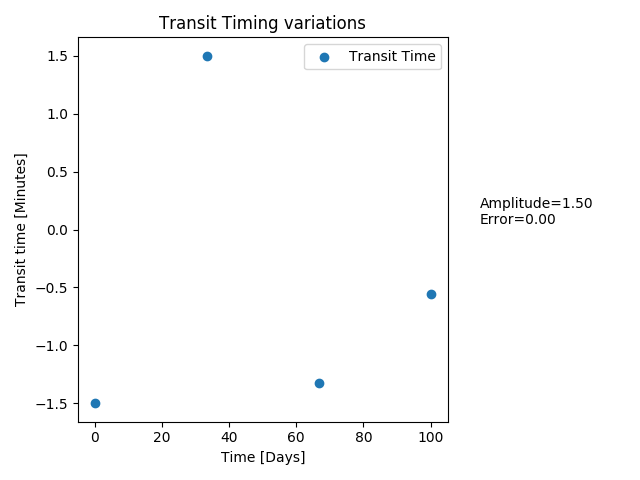 Transit Timing variations
Transit Time
1.5
1.0
0.5
0.0
−0.5
−1.0
−1.5
Transit time [Minutes]
Amplitude=1.50
Error=0.00
0
20
40
60
80
100
Time [Days]